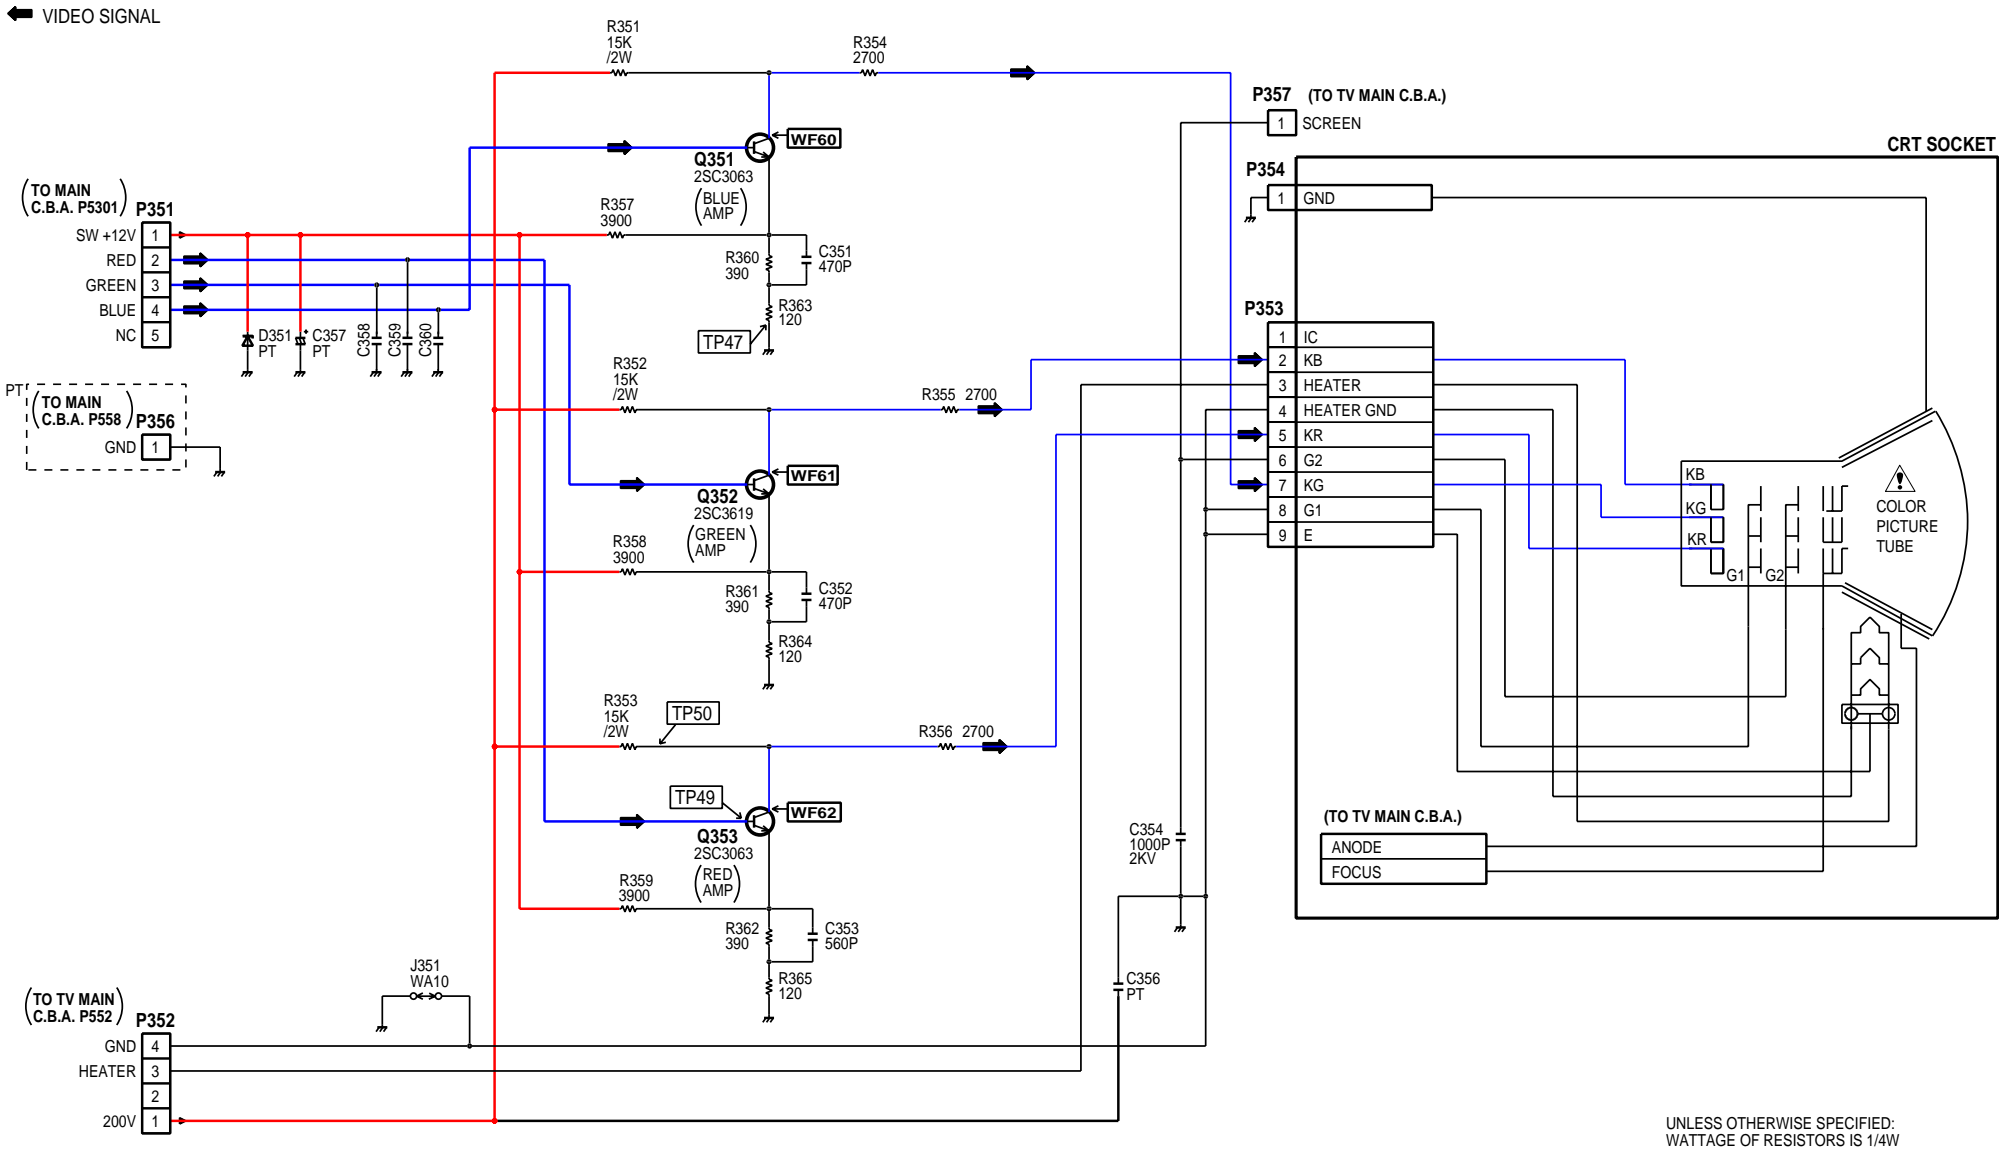 VIDEO SIGNAL
R351
15K
/2W
R354
2700
P357 (TO TV MAIN C.B.A.)
1 SCREEN
CRT SOCKET
WF60
Q351
2SC3063
(BLUE
AMP)
P354
1 GND
(TO MAIN
C.B.A. P5301)
P351
SW +12V 1
RED 2
GREEN 3
BLUE 4
NC 5
R357
3900
R360
390
C351
470P
R363
120
TP47
D351
PT
C357
PT
C358
C359
C360
P353
1 IC
2 KB
3 HEATER
4 HEATER GND
5 KR
6 G2
7 KG
8 G1
9 E
R352
15K
/2W
R355 2700
PT
(TO MAIN
C.B.A. P558)
P356
GND 1
WF61
Q352
2SC3619
(GREEN
AMP)
KB
KG
KR
G1
G2
COLOR
PICTURE
TUBE
R358
3900
R361
390
C352
470P
R364
120
R353
15K
/2W
TP50
R356 2700
TP49
WF62
Q353
2SC3063
(RED
AMP)
C354
1000P
2KV
(TO TV MAIN C.B.A.)
ANODE
FOCUS
R359
3900
R362
390
C353
560P
R365
120
J351
WA10
C356
PT
(TO TV MAIN
C.B.A. P552)
P352
GND 4
HEATER 3
2
200V 1
UNLESS OTHERWISE SPECIFIED:
WATTAGE OF RESISTORS IS 1/4W